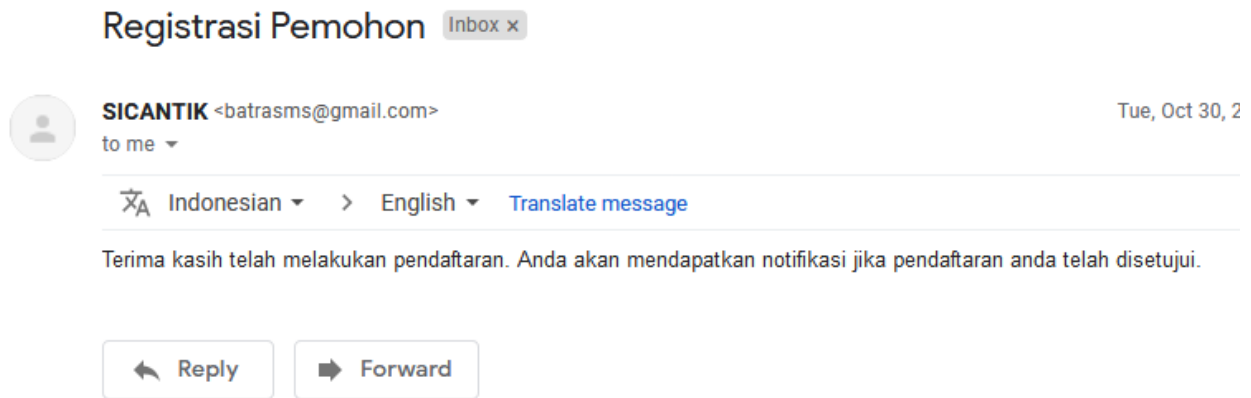 Registrasi Pemohon Inbox x
SICANTIK <batrasms@gmail.com> Tue, Oct 30, 2
to me
Indonesian > English Translate message
Terima kasih telah melakukan pendaftaran. Anda akan mendapatkan notifikasi jika pendaftaran anda telah disetujui.
Reply Forward